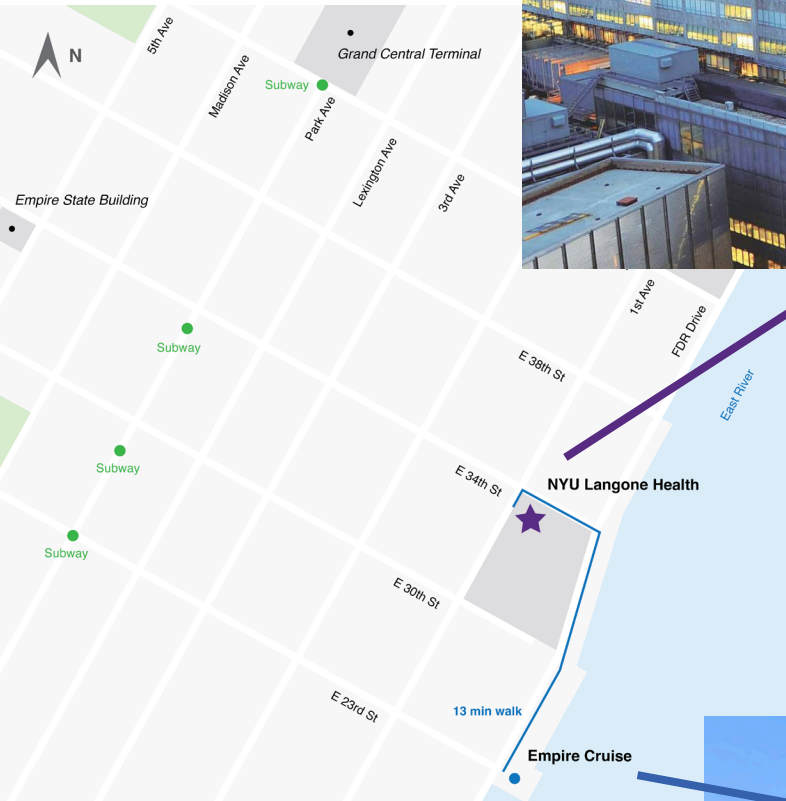 N
5th Ave
Madison Ave
Grand Central Terminal
Subway
Park Ave
Lexington Ave
3rd Ave
Empire State Building
1st Ave
FDR Drive
Subway
E 38th St
East River
Subway
E 34th St
NYU Langone Health
Subway
E 30th St
E 23rd St
13 min walk
Empire Cruise